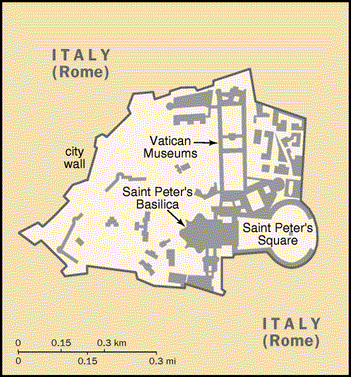 ITALY
(Rome)
city
wall
Vatican
Museums
Saint Peter's
Basilica
Saint Peter's
Square
ITALY
(Rome)
0 0.15 0.3 km
0 0.15 0.3 mi